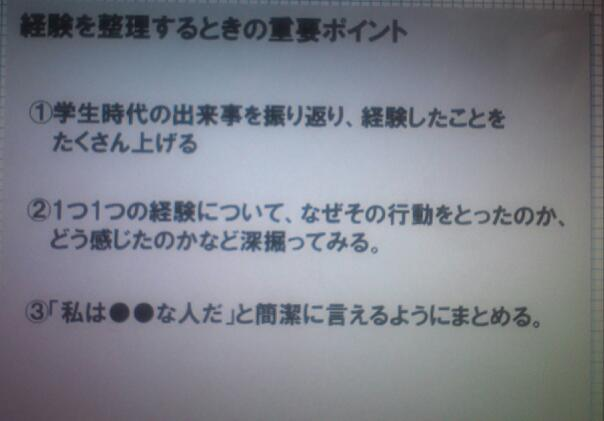 経験を整理するときの重要ポイント
①学生時代の出来事を振り返り、経験したことを
たくさん上げる
②1つ1つの経験について、なぜその行動をとったのか、
どう感じたのかなど深掘ってみる。
③「私は●●な人だ」と簡潔に言えるようにまとめる。